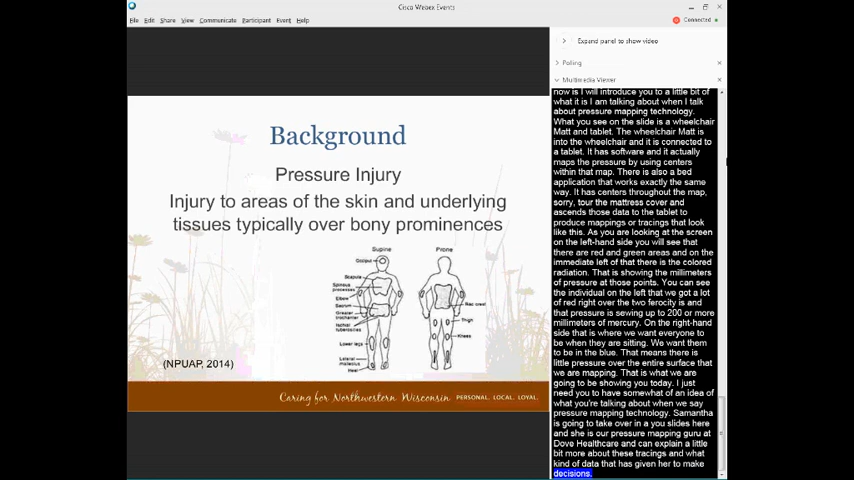 Cisco Webex Events
File Edit Share View Communicate Participant Event Help
Connected
Expand panel to show video
Polling
Multimedia Viewer
Background
Pressure Injury
Injury to areas of the skin and underlying
tissues typically over bony prominences
Supine
Prone
Occiput
Scapula
Spinous
processes
Elbow
Sacrum
Greater
trochanter
Ischial
tuberosities
Lower legs
Lateral
malleolus
Heel
Thigh
Knees
(NPUAP, 2014)
Caring for Northwestern Wisconsin PERSONAL. LOCAL. LOYAL.
now is I will introduce you to a little bit of
what it is I am talking about when I talk
about pressure mapping technology.
What you see on the slide is a wheelchair
Matt and tablet. The wheelchair Matt is
into the wheelchair and it is connected to
a tablet. It has software and it actually
maps the pressure by using centers
within that map. There is also a bed
application that works exactly the same
way. It has centers throughout the map,
sorry, tour the mattress cover and
ascends those data to the tablet to
produce mappings or tracings that look
like this. As you are looking at the screen
on the left-hand side you will see that
there are red and green areas and on the
immediate left of that there is the colored
radiation. That is showing the millimeters
of pressure at those points. You can see
the individual on the left that we got a lot
of red right over the two ferocity is and
that pressure is sewing up to 200 or more
millimeters of mercury. On the right-hand
side that is where we want everyone to
be when they are sitting. We want them
to be in the blue. That means there is
little pressure over the entire surface that
we are mapping. That is what we are
going to be showing you today. I just
need you to have somewhat of an idea of
what you're talking about when we say
pressure mapping technology. Samantha
is going to take over in a you slides here
and she is our pressure mapping guru at
Dove Healthcare and can explain a little
bit more about these tracings and what
kind of data that has given her to make
decisions.